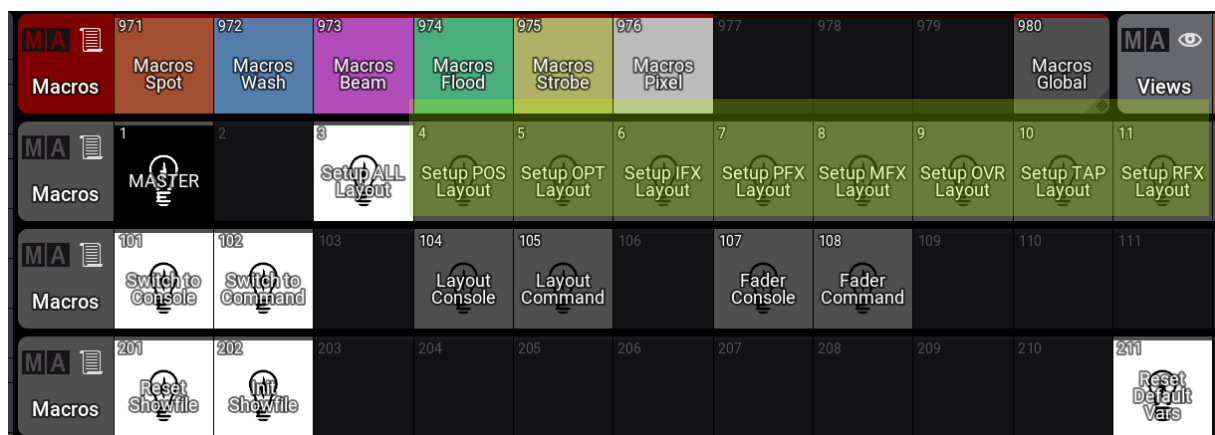 971 972 973 974 975 976 977 978 979 980
MA MA
Macros Macros Macros Macros Macros Macros Macros
Spot Wash Beam Flood Strobe Pixel Global
Macros Views
1 2 3 4 5 6 7 8 9 10 11
MA
MASTER Setup ALL Setup POS Setup OPT Setup IFX Setup PFX Setup MFX Setup OVR Setup TAP Setup RFX
Layout Layout Layout Layout Layout Layout Layout Layout Layout
Macros
101 102 103 104 105 106 107 108 109 110 111
MA
Switch to Switch to Layout Layout Fader Fader
Console Command Console Command Console Command
Macros
201 202 203 204 205 206 207 208 209 210 211
MA
Reset Init Reset
Showfile Showfile Default
Macros Vars